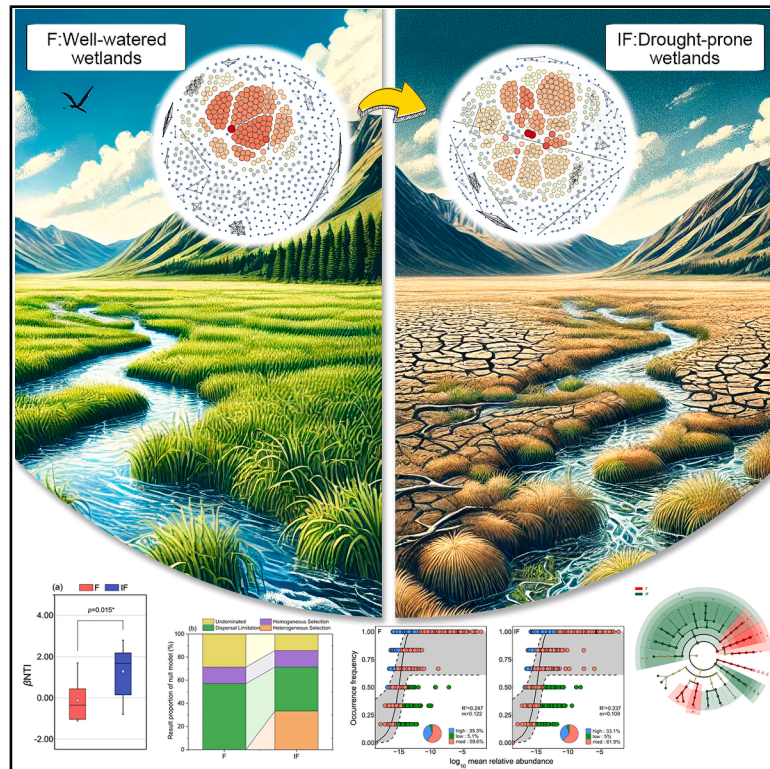 F:Well-watered
wetlands
IF:Drought-prone
wetlands
(a)
F IF
p=0.015*
4.00
2.00
0.00
-2.00
βNTI
(b)
Undominated
Dispersal Limitation
Homogeneous Selection
Heterogeneous Selection
100
80
60
40
20
0
Result proportion of null model (%)
F IF
F
1.00
0.75
0.50
0.25
0.00
Occurrence frequency
R²=0.247
m=0.122
high : 35.3%
low : 5.1%
med : 59.6%
-15 -10 -5
IF
R²=0.237
m=0.109
high : 33.1%
low : 5%
med : 61.5%
-15 -10 -5
log10 mean relative abundance
F
IF